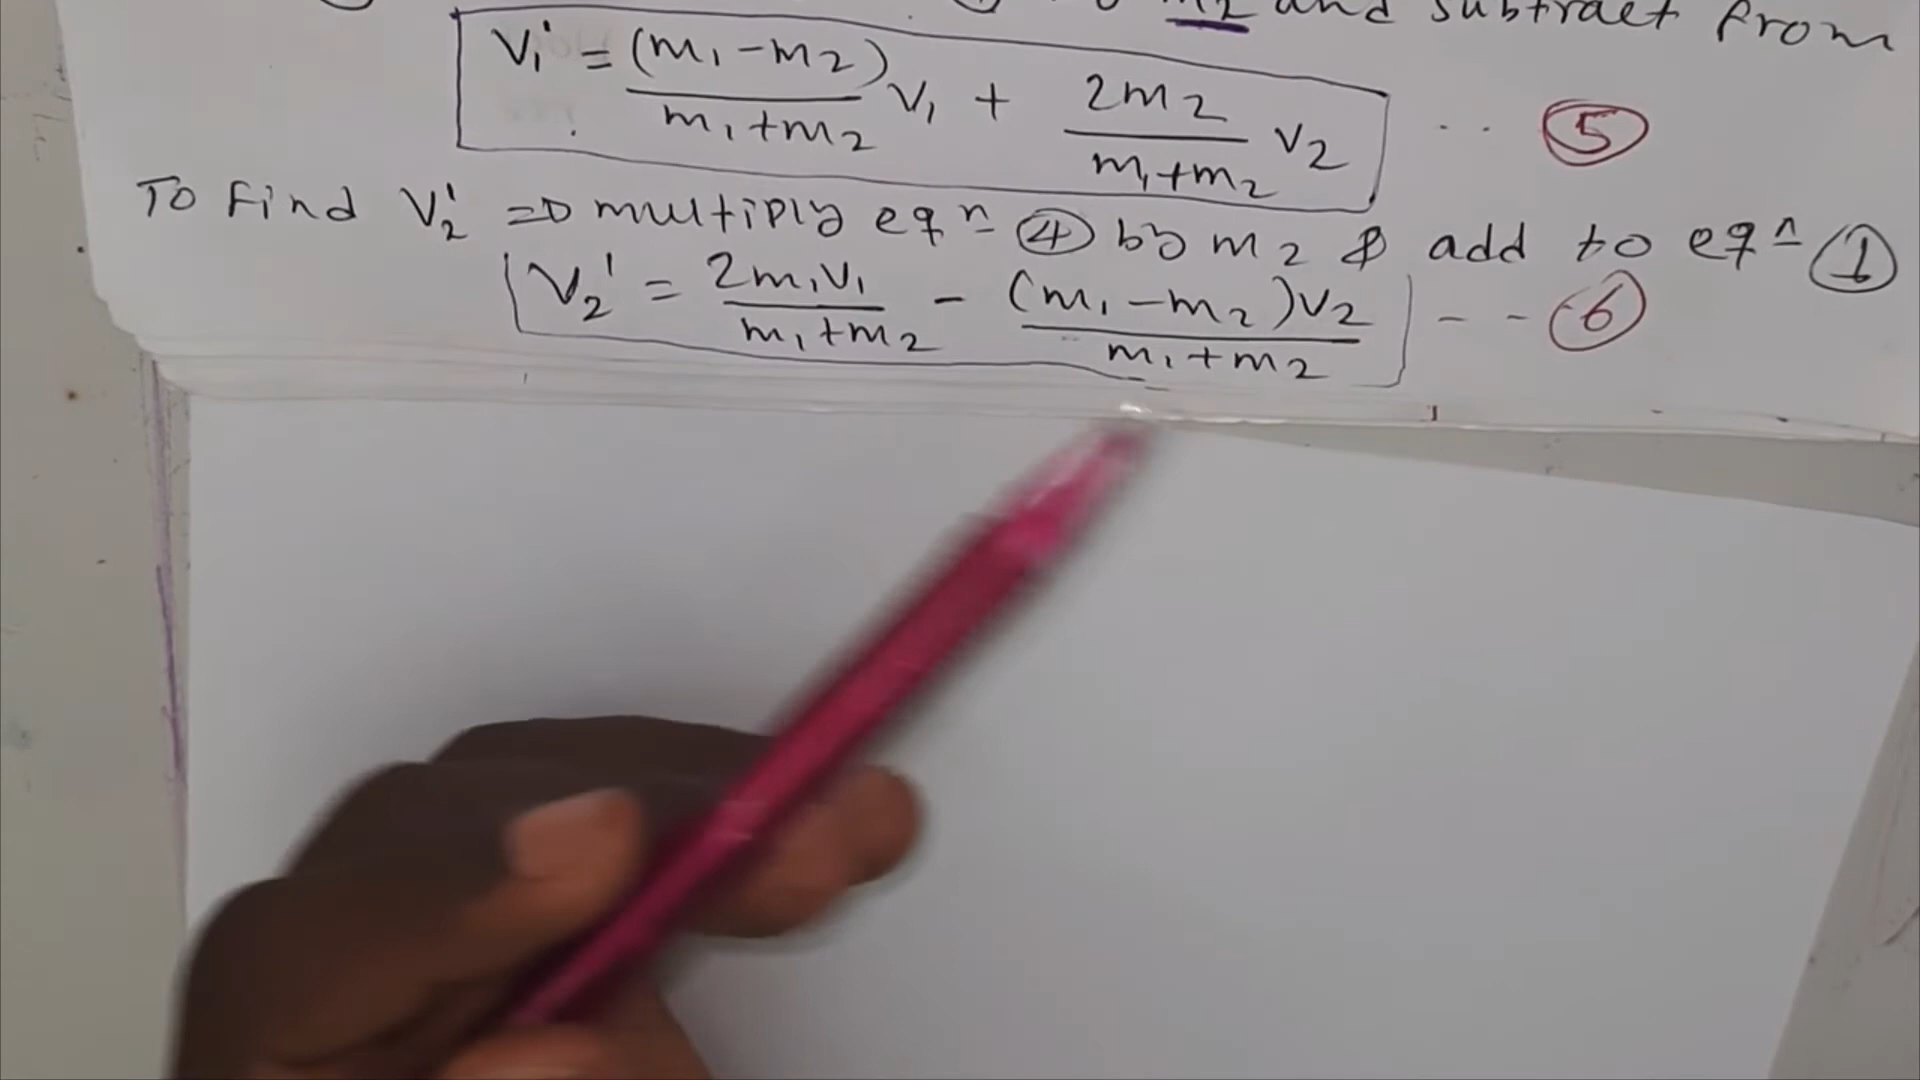 m2 and subtract from
V1' = (m1-m2)/(m1+m2) V1 + 2m2/(m1+m2) V2 .. ⑤
To Find V2' => multiply eqn ④ by m2 & add to eqn ①
V2' = 2m1V1/(m1+m2) - (m1-m2)V2/(m1+m2) -- ⑥